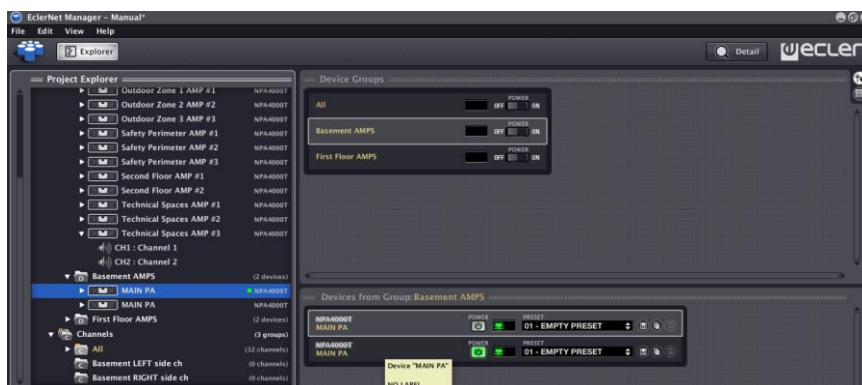 EclerNet Manager - Manual*
File Edit View Help
Explorer
Detail
ecler
Project Explorer
Outdoor Zone 1 AMP #1 NPA4000T
Outdoor Zone 2 AMP #2 NPA4000T
Outdoor Zone 3 AMP #3 NPA4000T
Safety Perimeter AMP #1 NPA4000T
Safety Perimeter AMP #2 NPA4000T
Safety Perimeter AMP #3 NPA4000T
Second Floor AMP #1 NPA4000T
Second Floor AMP #2 NPA4000T
Technical Spaces AMP #1 NPA4000T
Technical Spaces AMP #2 NPA4000T
Technical Spaces AMP #3 NPA4000T
CH1 : Channel 1
CH2 : Channel 2
Basement AMPS (2 devices)
MAIN PA NPA4000T
MAIN PA NPA4000T
First Floor AMPS (2 devices)
Channels (3 groups)
All (32 channels)
Basement LEFT side ch (0 channels)
Basement RIGHT side ch (0 channels)
Device Groups
All OFF POWER ON
Basement AMPS OFF POWER ON
First Floor AMPS OFF POWER ON
Devices from Group:Basement AMPS
NPA4000T POWER PRESET
MAIN PA 01 - EMPTY PRESET
NPA4000T POWER PRESET
MAIN PA 01 - EMPTY PRESET
Device "MAIN PA"
NO LABEL